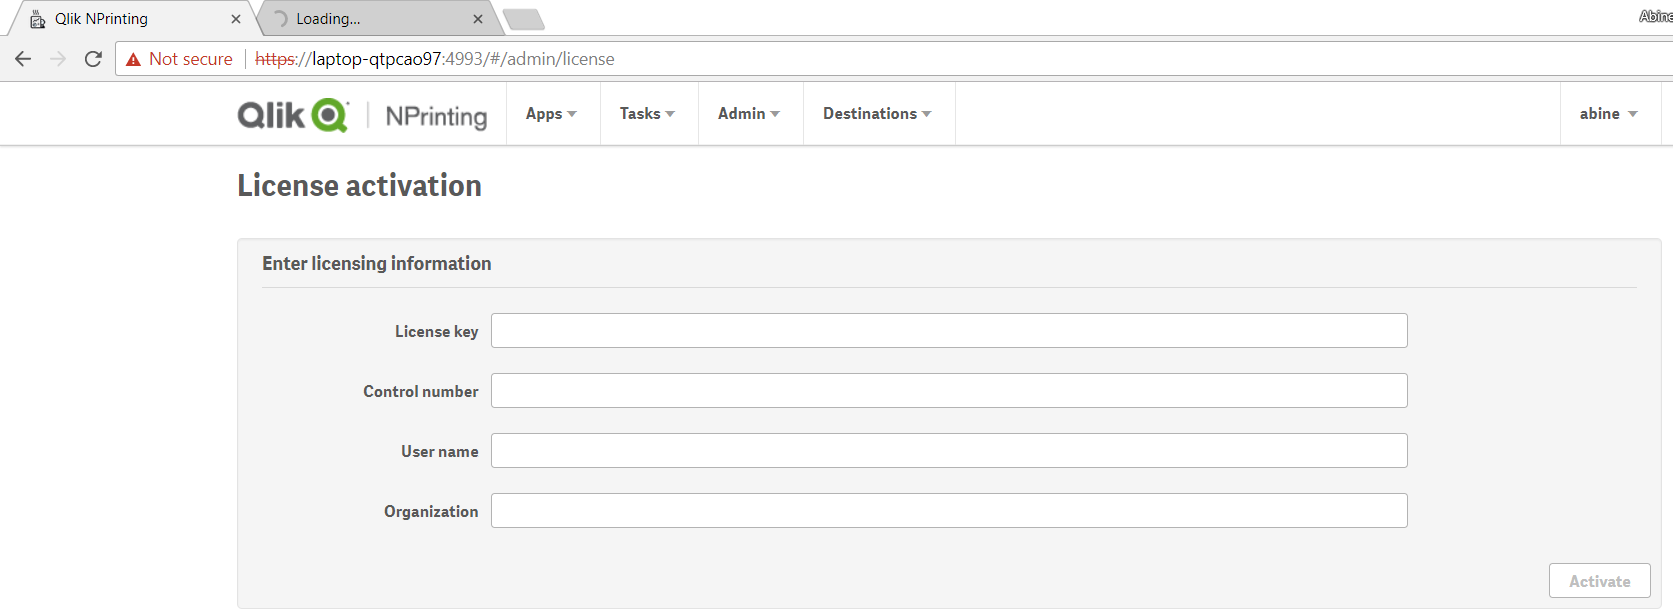 Qlik NPrinting
Loading...
Abine
Not secure https://laptop-qtpcao97:4993/#/admin/license
Qlik NPrinting Apps Tasks Admin Destinations abine
License activation
Enter licensing information
License key
Control number
User name
Organization
Activate